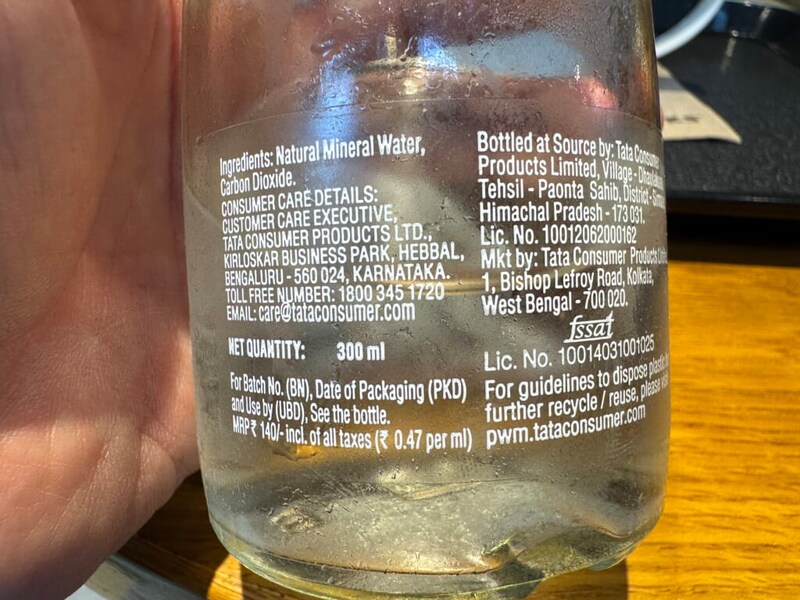 Ingredients: Natural Mineral Water,
Carbon Dioxide.
CONSUMER CARE DETAILS:
CUSTOMER CARE EXECUTIVE,
TATA CONSUMER PRODUCTS LTD.,
KIRLOSKAR BUSINESS PARK, HEBBAL,
BENGALURU - 560 024, KARNATAKA.
TOLL FREE NUMBER: 1800 345 1720
EMAIL: care@tataconsumer.com
NET QUANTITY: 300 ml
For Batch No. (BN), Date of Packaging (PKD)
and Use by (UBD), See the bottle.
MRP ₹ 140/- incl. of all taxes (₹ 0.47 per ml)
Bottled at Source by: Tata
Products Limited, Village -
Tehsil - Paonta Sahib, District -
Himachal Pradesh - 173 031.
Lic. No. 10012062000162
Mkt by: Tata Consumer Products
1, Bishop Lefroy Road, Kolkata,
West Bengal - 700 020.
fssai
Lic. No. 10014031001025
For guidelines to dispose plastic
further recycle / reuse, please
pwm.tataconsumer.com